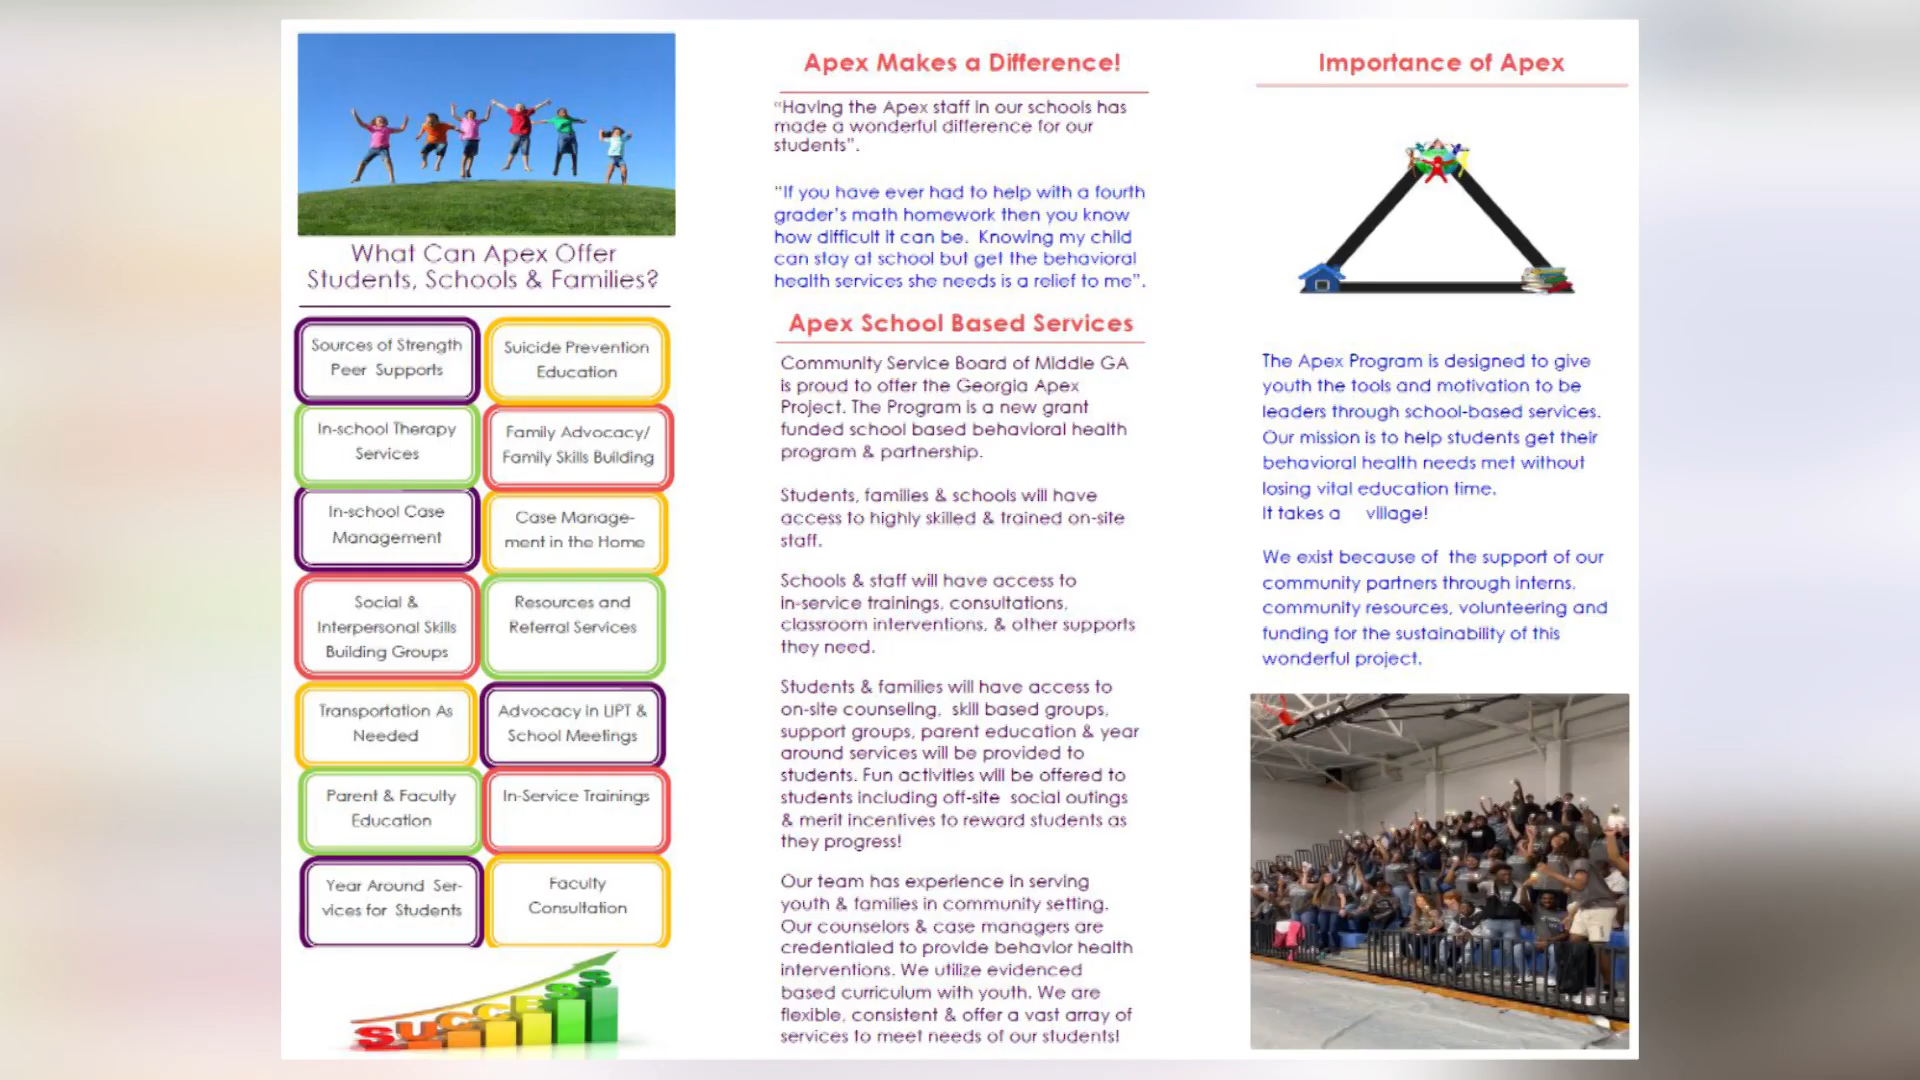 What Can Apex Offer
Students, Schools & Families?
Sources of Strength
Peer Supports
Suicide Prevention
Education
In-school Therapy
Services
Family Advocacy/
Family Skills Building
In-school Case
Management
Case Manage-
ment in the Home
Social &
Interpersonal Skills
Building Groups
Resources and
Referral Services
Transportation As
Needed
Advocacy in LIPT &
School Meetings
Parent & Faculty
Education
In-Service Trainings
Year Around Ser-
vices for Students
Faculty
Consultation
SUCCESS
Apex Makes a Difference!
“Having the Apex staff in our schools has
made a wonderful difference for our
students”.
“If you have ever had to help with a fourth
grader’s math homework then you know
how difficult it can be. Knowing my child
can stay at school but get the behavioral
health services she needs is a relief to me”.
Apex School Based Services
Community Service Board of Middle GA
is proud to offer the Georgia Apex
Project. The Program is a new grant
funded school based behavioral health
program & partnership.
Students, families & schools will have
access to highly skilled & trained on-site
staff.
Schools & staff will have access to
in-service trainings, consultations,
classroom interventions, & other supports
they need.
Students & families will have access to
on-site counseling, skill based groups,
support groups, parent education & year
around services will be provided to
students. Fun activities will be offered to
students including off-site social outings
& merit incentives to reward students as
they progress!
Our team has experience in serving
youth & families in community setting.
Our counselors & case managers are
credentialed to provide behavior health
interventions. We utilize evidenced
based curriculum with youth. We are
flexible, consistent & offer a vast array of
services to meet needs of our students!
Importance of Apex
The Apex Program is designed to give
youth the tools and motivation to be
leaders through school-based services.
Our mission is to help students get their
behavioral health needs met without
losing vital education time.
It takes a village!
We exist because of the support of our
community partners through interns,
community resources, volunteering and
funding for the sustainability of this
wonderful project.